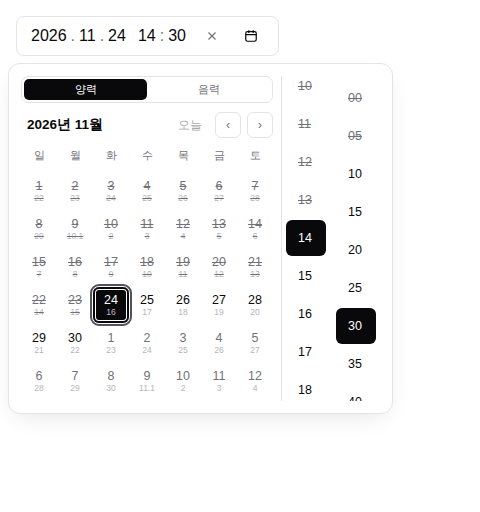 2026 . 11 . 24 14 : 30
양력 음력
2026년 11월 오늘 ‹ ›
일 월 화 수 목 금 토
1 2 3 4 5 6 7
22 23 24 25 26 27 28
8 9 10 11 12 13 14
29 10.1 2 3 4 5 6
15 16 17 18 19 20 21
7 8 9 10 11 12 13
22 23 24 25 26 27 28
14 15 16 17 18 19 20
29 30 1 2 3 4 5
21 22 23 24 25 26 27
6 7 8 9 10 11 12
28 29 30 11.1 2 3 4
10
11
12
13
14
15
16
17
18
00
05
10
15
20
25
30
35
40